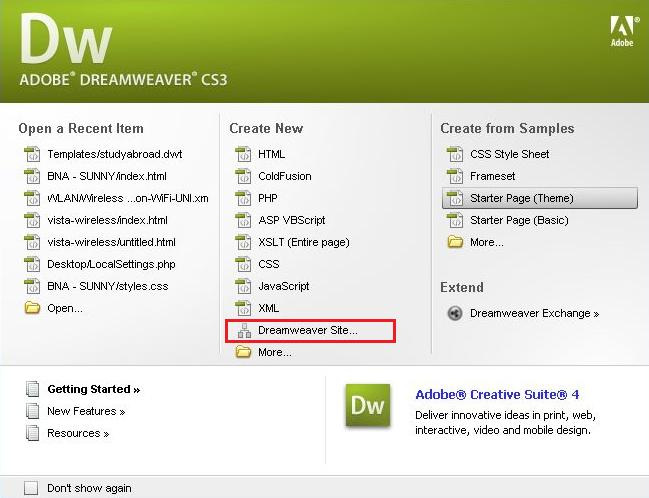 Dw
Adobe
ADOBE® DREAMWEAVER® CS3
Open a Recent Item
Templates/studyabroad.dwt
BNA - SUNNY/index.html
WLAN/Wireless ...on-WiFi-UNI.xm
vista-wireless/index.html
vista-wireless/untitled.html
Desktop/LocalSettings.php
BNA - SUNNY/styles.css
Open...
Create New
HTML
ColdFusion
PHP
ASP VBScript
XSLT (Entire page)
CSS
JavaScript
XML
Dreamweaver Site...
More...
Create from Samples
CSS Style Sheet
Frameset
Starter Page (Theme)
Starter Page (Basic)
More...
Extend
Dreamweaver Exchange »
Getting Started »
New Features »
Resources »
Dw
Adobe® Creative Suite® 4
Deliver innovative ideas in print, web,
interactive, video and mobile design.
Don't show again